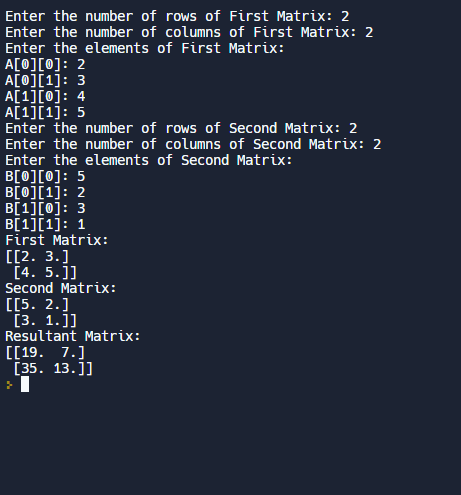 Enter the number of rows of First Matrix: 2
Enter the number of columns of First Matrix: 2
Enter the elements of First Matrix:
A[0][0]: 2
A[0][1]: 3
A[1][0]: 4
A[1][1]: 5
Enter the number of rows of Second Matrix: 2
Enter the number of columns of Second Matrix: 2
Enter the elements of Second Matrix:
B[0][0]: 5
B[0][1]: 2
B[1][0]: 3
B[1][1]: 1
First Matrix:
[[2. 3.]
 [4. 5.]]
Second Matrix:
[[5. 2.]
 [3. 1.]]
Resultant Matrix:
[[19.  7.]
 [35. 13.]]